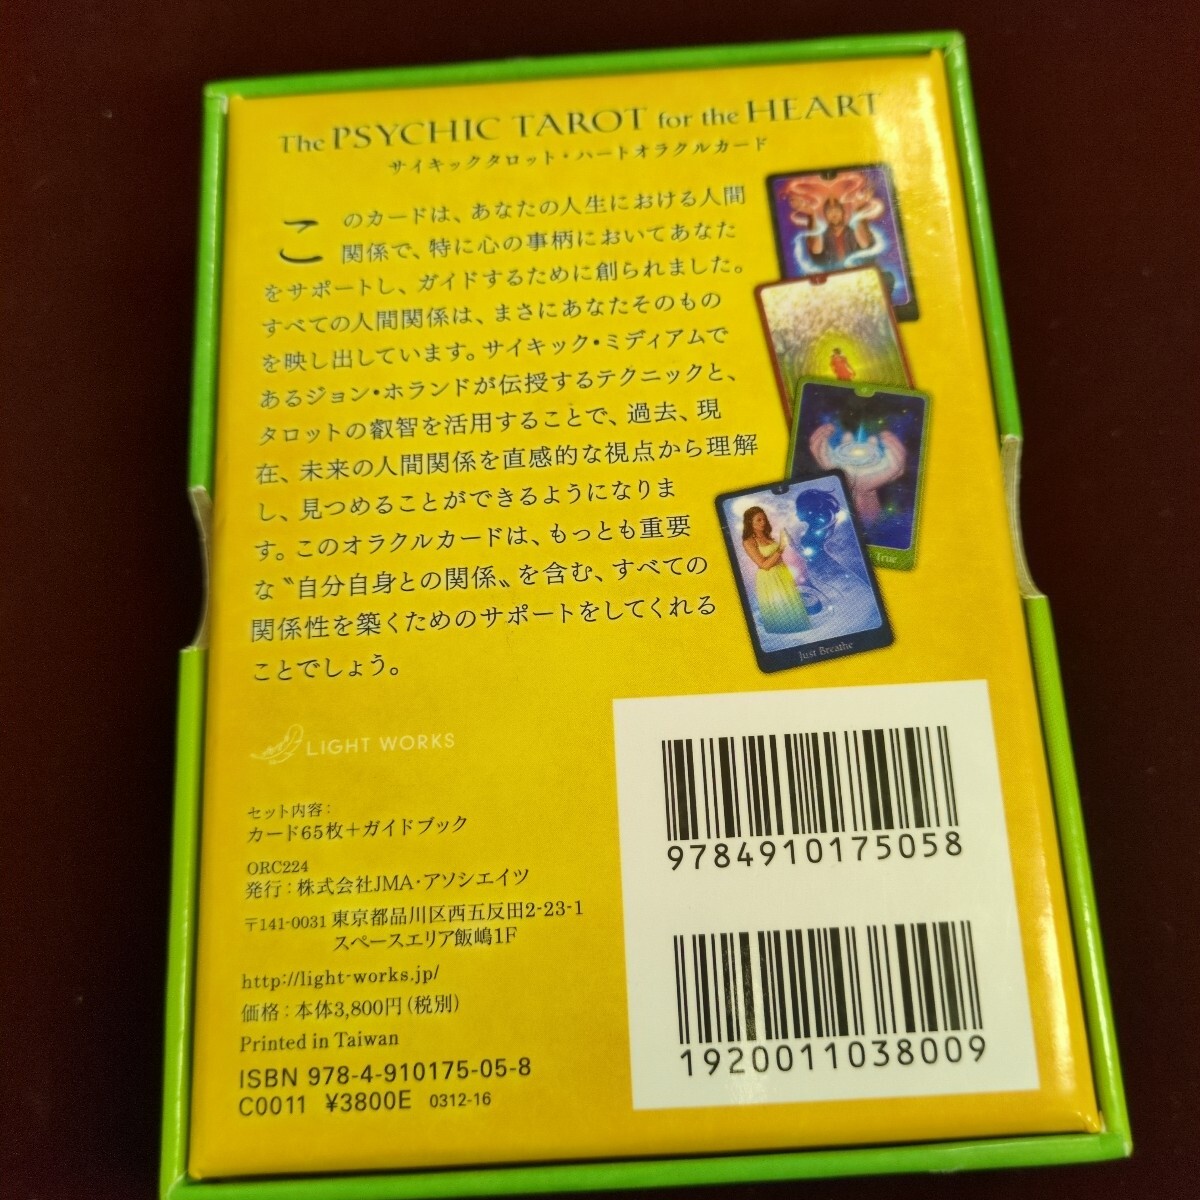 The PSYCHIC TAROT for the HEART
サイキックタロット・ハートオラクルカード
このカードは、あなたの人生における人間
関係で、特に心の事柄においてあなた
をサポートし、ガイドするために創られました。
すべての人間関係は、まさにあなたそのもの
を映し出しています。サイキック・ミディアムで
あるジョン・ホランドが伝授するテクニックと、
タロットの叡智を活用することで、過去、現
在、未来の人間関係を直感的な視点から理解
し、見つめることができるようになりま
す。このオラクルカードは、もっとも重要
な〝自分自身との関係〟を含む、すべての
関係性を築くためのサポートをしてくれる
ことでしょう。
True
Just Breathe
LIGHT WORKS
セット内容：
カード65枚＋ガイドブック
ORC224
発行：株式会社JMA・アソシエイツ
〒141-0031 東京都品川区西五反田2-23-1
スペースエリア飯嶋1F
http://light-works.jp/
価格：本体3,800円（税別）
Printed in Taiwan
ISBN 978-4-910175-05-8
C0011 ¥3800E 0312-16
9784910175058
1920011038009